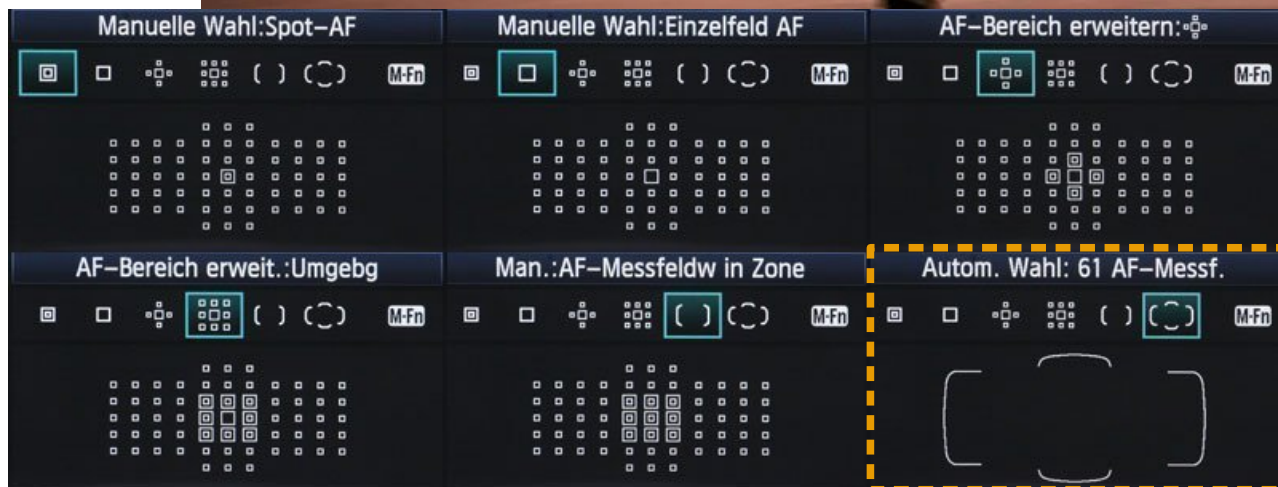 Manuelle Wahl:Spot–AF
M-Fn
Manuelle Wahl:Einzelfeld AF
M-Fn
AF–Bereich erweitern:
M-Fn
AF–Bereich erweit.:Umgebg
M-Fn
Man.:AF–Messfeldw in Zone
M-Fn
Autom. Wahl: 61 AF–Messf.
M-Fn